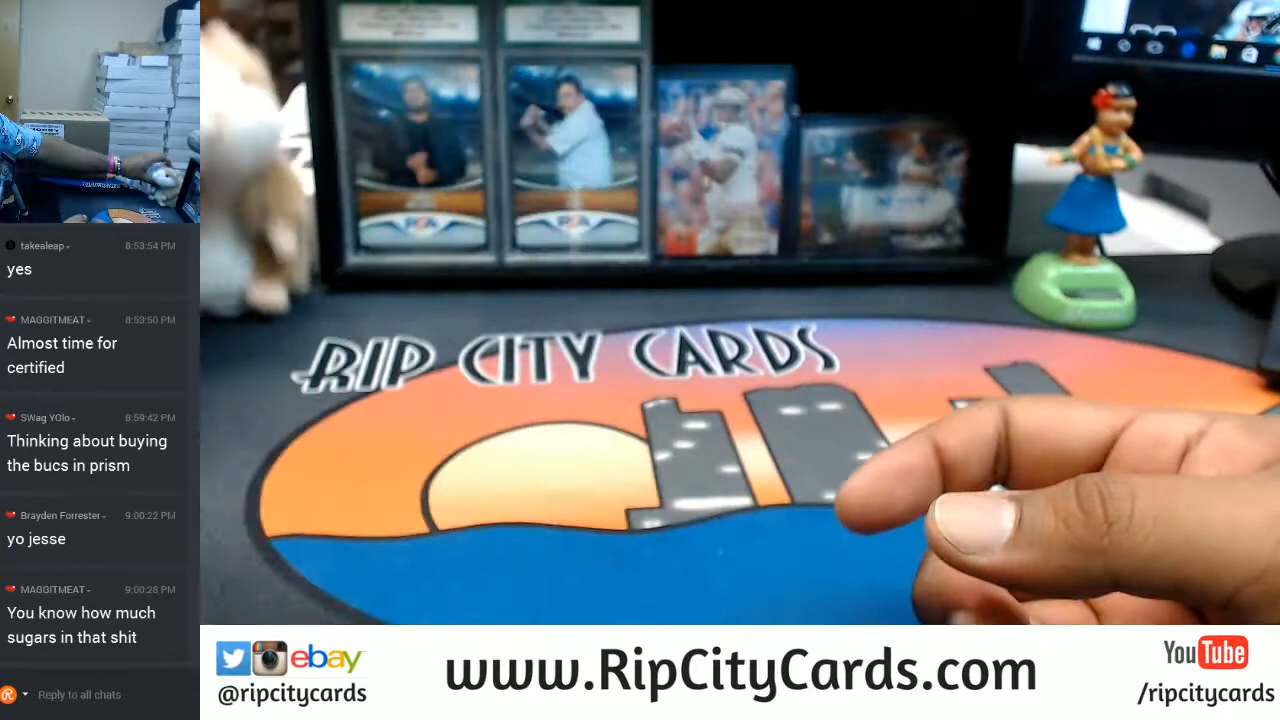 takealeap
8:53:54 PM
yes
MAGGITMEAT
8:53:50 PM
Almost time for
certified
SWag YOlo
8:59:42 PM
Thinking about buying
the bucs in prism
Brayden Forrester
9:00:22 PM
yo jesse
MAGGITMEAT
9:00:28 PM
You know how much
sugars in that shit
Reply to all chats
RIP CITY CARDS
ebay
@ripcitycards
www.RipCityCards.com
YouTube
/ripcitycards